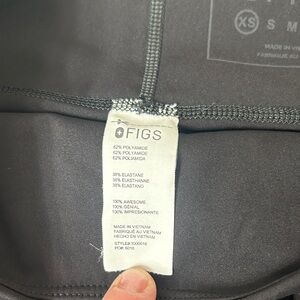 XS S M
MADE IN
FABRIQUÉ AU
FIGS
62% POLYAMIDE
62% POLYAMIDE
62% POLIAMIDA
38% ELASTANE
38% ELASTHANNE
38% ELASTANO
100% AWESOME
100% GÉNIAL
100% IMPRESIONANTE
MADE IN VIETNAM
FABRIQUÉ AU VIETNAM
HECHO EN VIETNAM